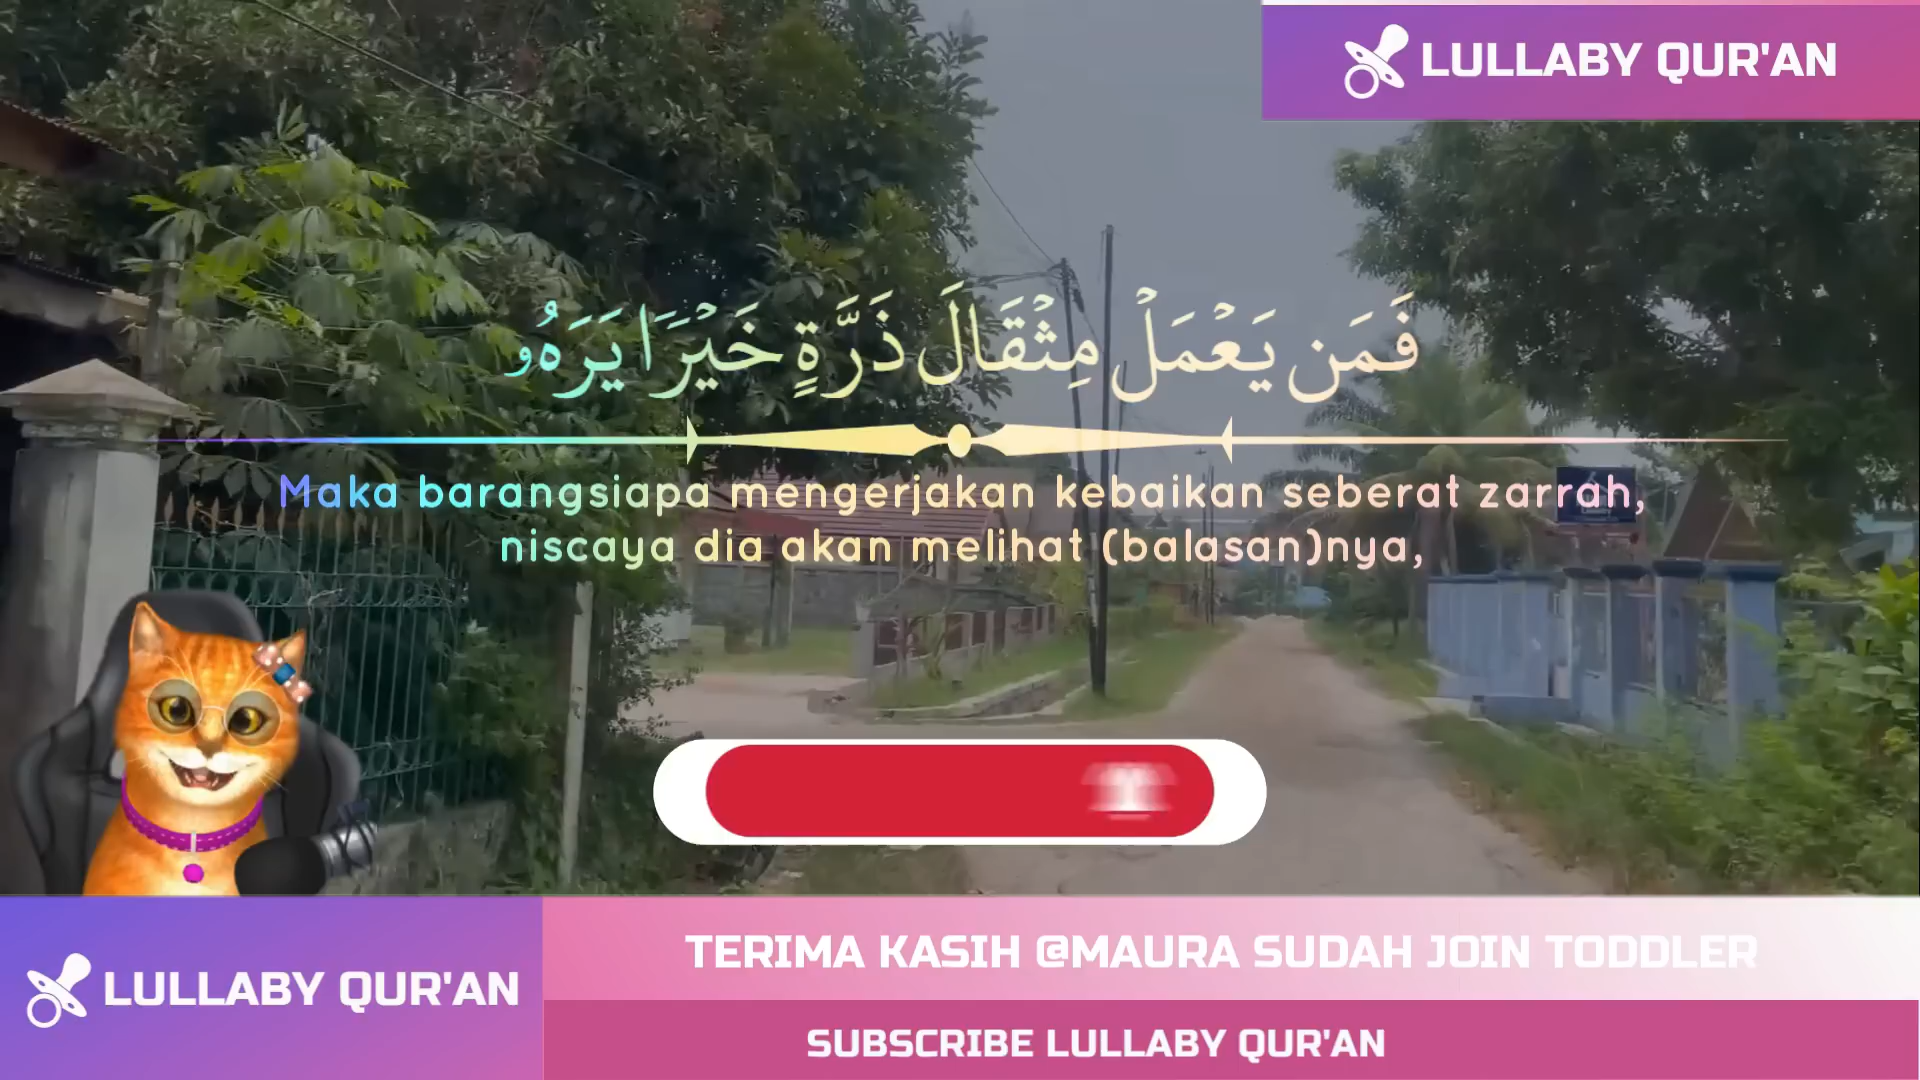 LULLABY QUR'AN
فَمَن يَعْمَلْ مِثْقَالَ ذَرَّةٍ خَيْرًا يَرَهُۥ
Maka barangsiapa mengerjakan kebaikan seberat zarrah,
niscaya dia akan melihat (balasan)nya,
LULLABY QUR'AN
TERIMA KASIH @MAURA SUDAH JOIN TODDLER
SUBSCRIBE LULLABY QUR'AN